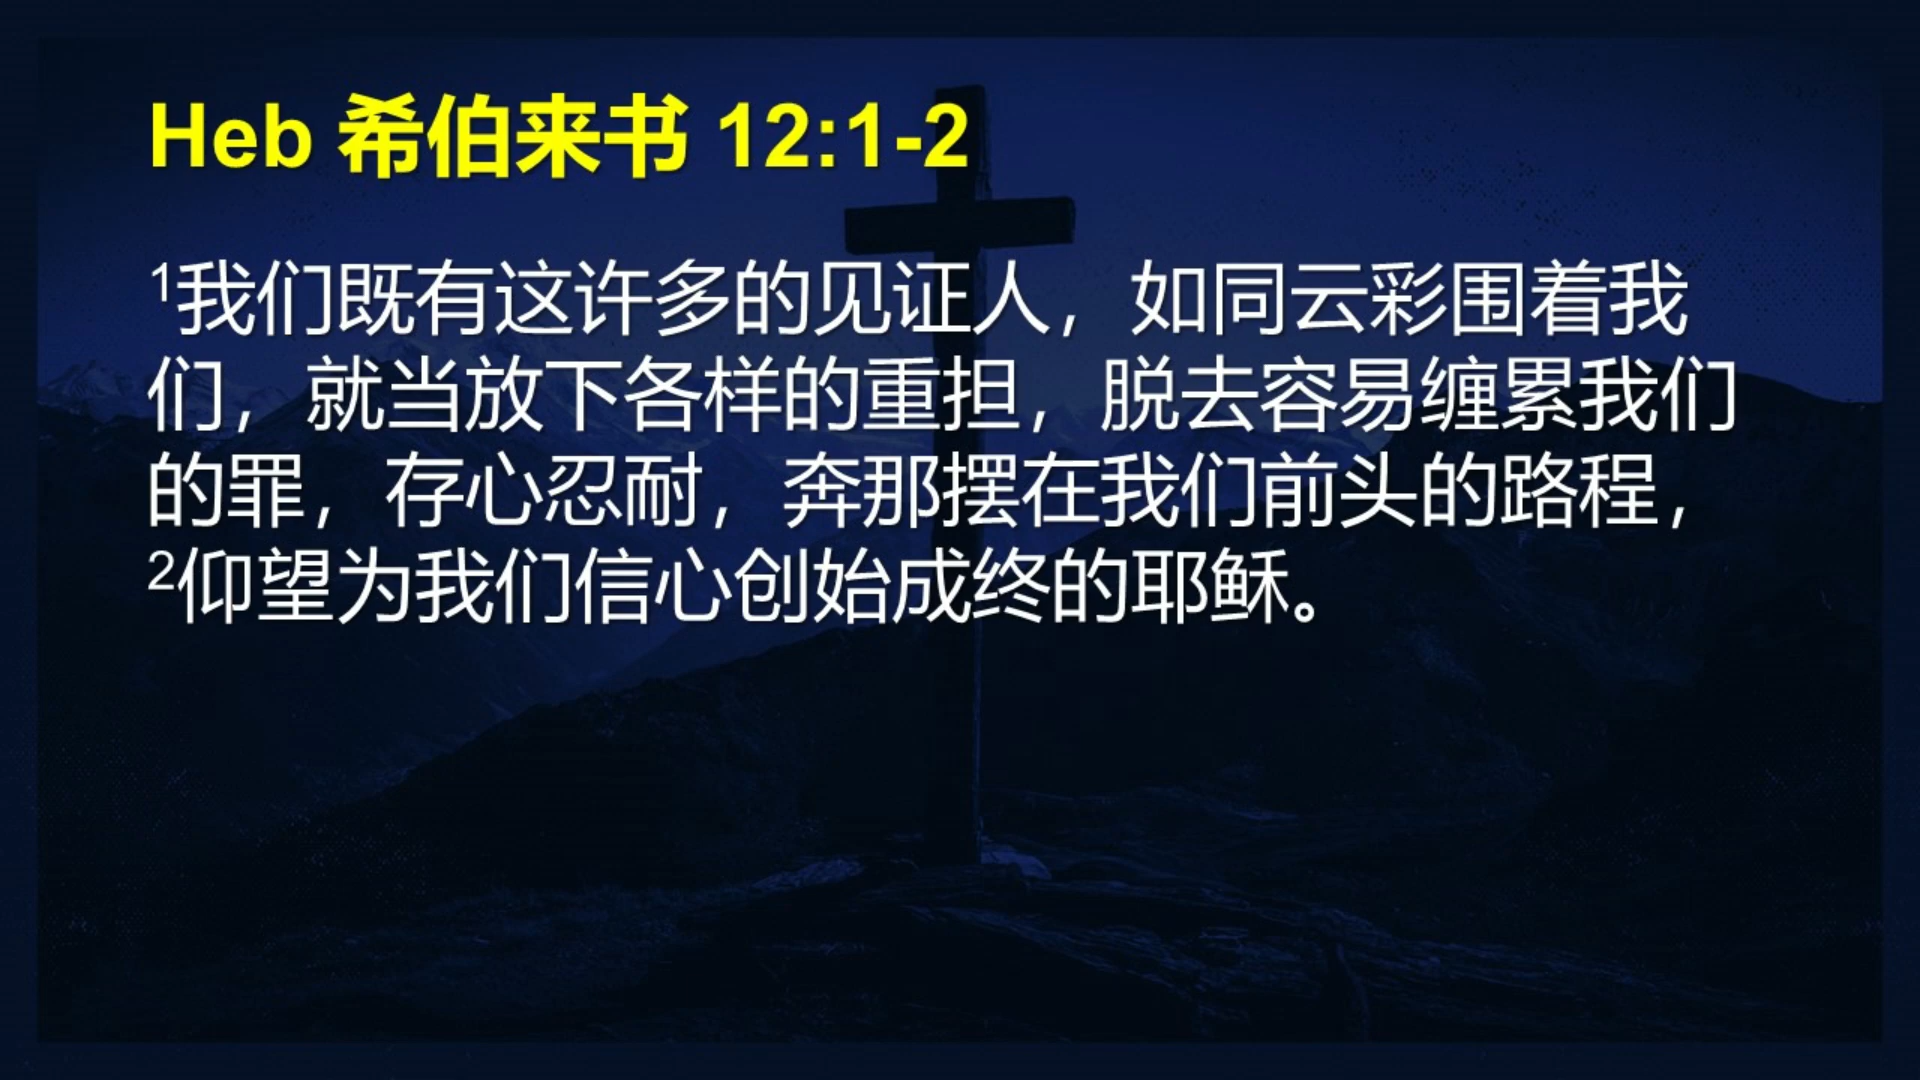 Heb 希伯来书 12:1-2
¹我们既有这许多的见证人，如同云彩围着我
们，就当放下各样的重担，脱去容易缠累我们
的罪，存心忍耐，奔那摆在我们前头的路程，
²仰望为我们信心创始成终的耶稣。